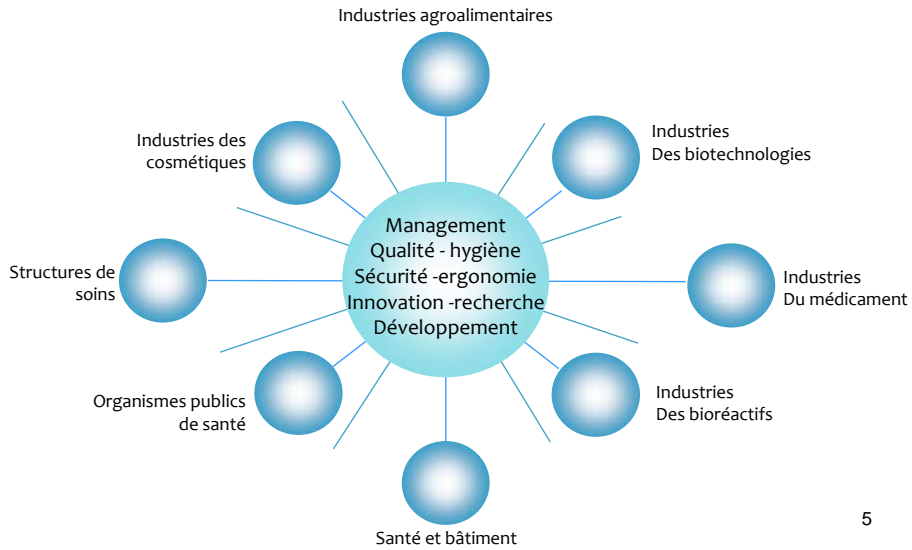 Industries agroalimentaires
Industries des
cosmétiques
Industries
Des biotechnologies
Management
Qualité - hygiène
Sécurité -ergonomie
Innovation -recherche
Développement
Structures de
soins
Industries
Du médicament
Organismes publics
de santé
Industries
Des bioréactifs
Santé et bâtiment
5